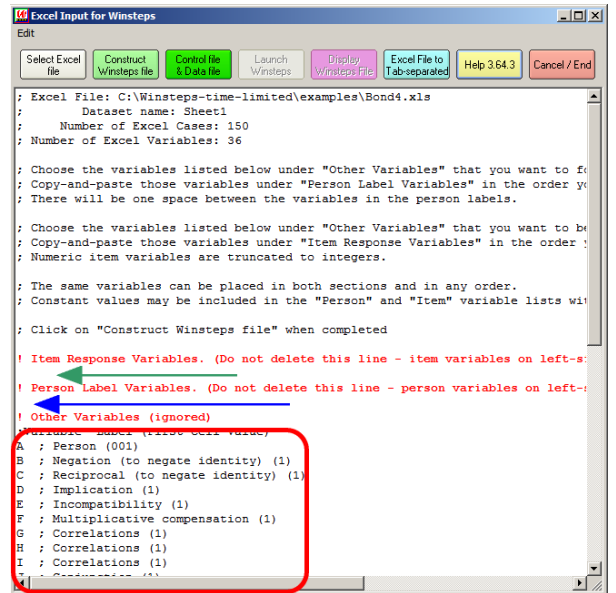 Excel Input for Winsteps
Edit
Select Excel file
Construct Winsteps file
Control file & Data file
Launch Winsteps
Display Winsteps File
Excel File to Tab-separated
Help 3.64.3
Cancel / End
; Excel File: C:\Winsteps-time-limited\examples\Bond4.xls
; Dataset name: Sheet1
; Number of Excel Cases: 150
; Number of Excel Variables: 36
; Choose the variables listed below under "Other Variables" that you want to
; Copy-and-paste those variables under "Person Label Variables" in the order
; There will be one space between the variables in the person labels.
; Choose the variables listed below under "Other Variables" that you want to be
; Copy-and-paste those variables under "Item Response Variables" in the order
; Numeric item variables are truncated to integers.
; The same variables can be placed in both sections and in any order.
; Constant values may be included in the "Person" and "Item" variable lists
; Click on "Construct Winsteps file" when completed
! Item Response Variables. (Do not delete this line - item variables on
! Person Label Variables. (Do not delete this line - person variables on
! Other Variables (ignored)
;Variable Label (First cell value)
A ; Person (001)
B ; Negation (to negate identity) (1)
C ; Reciprocal (to negate identity) (1)
D ; Implication (1)
E ; Incompatibility (1)
F ; Multiplicative compensation (1)
G ; Correlations (1)
H ; Correlations (1)
I ; Correlations (1)